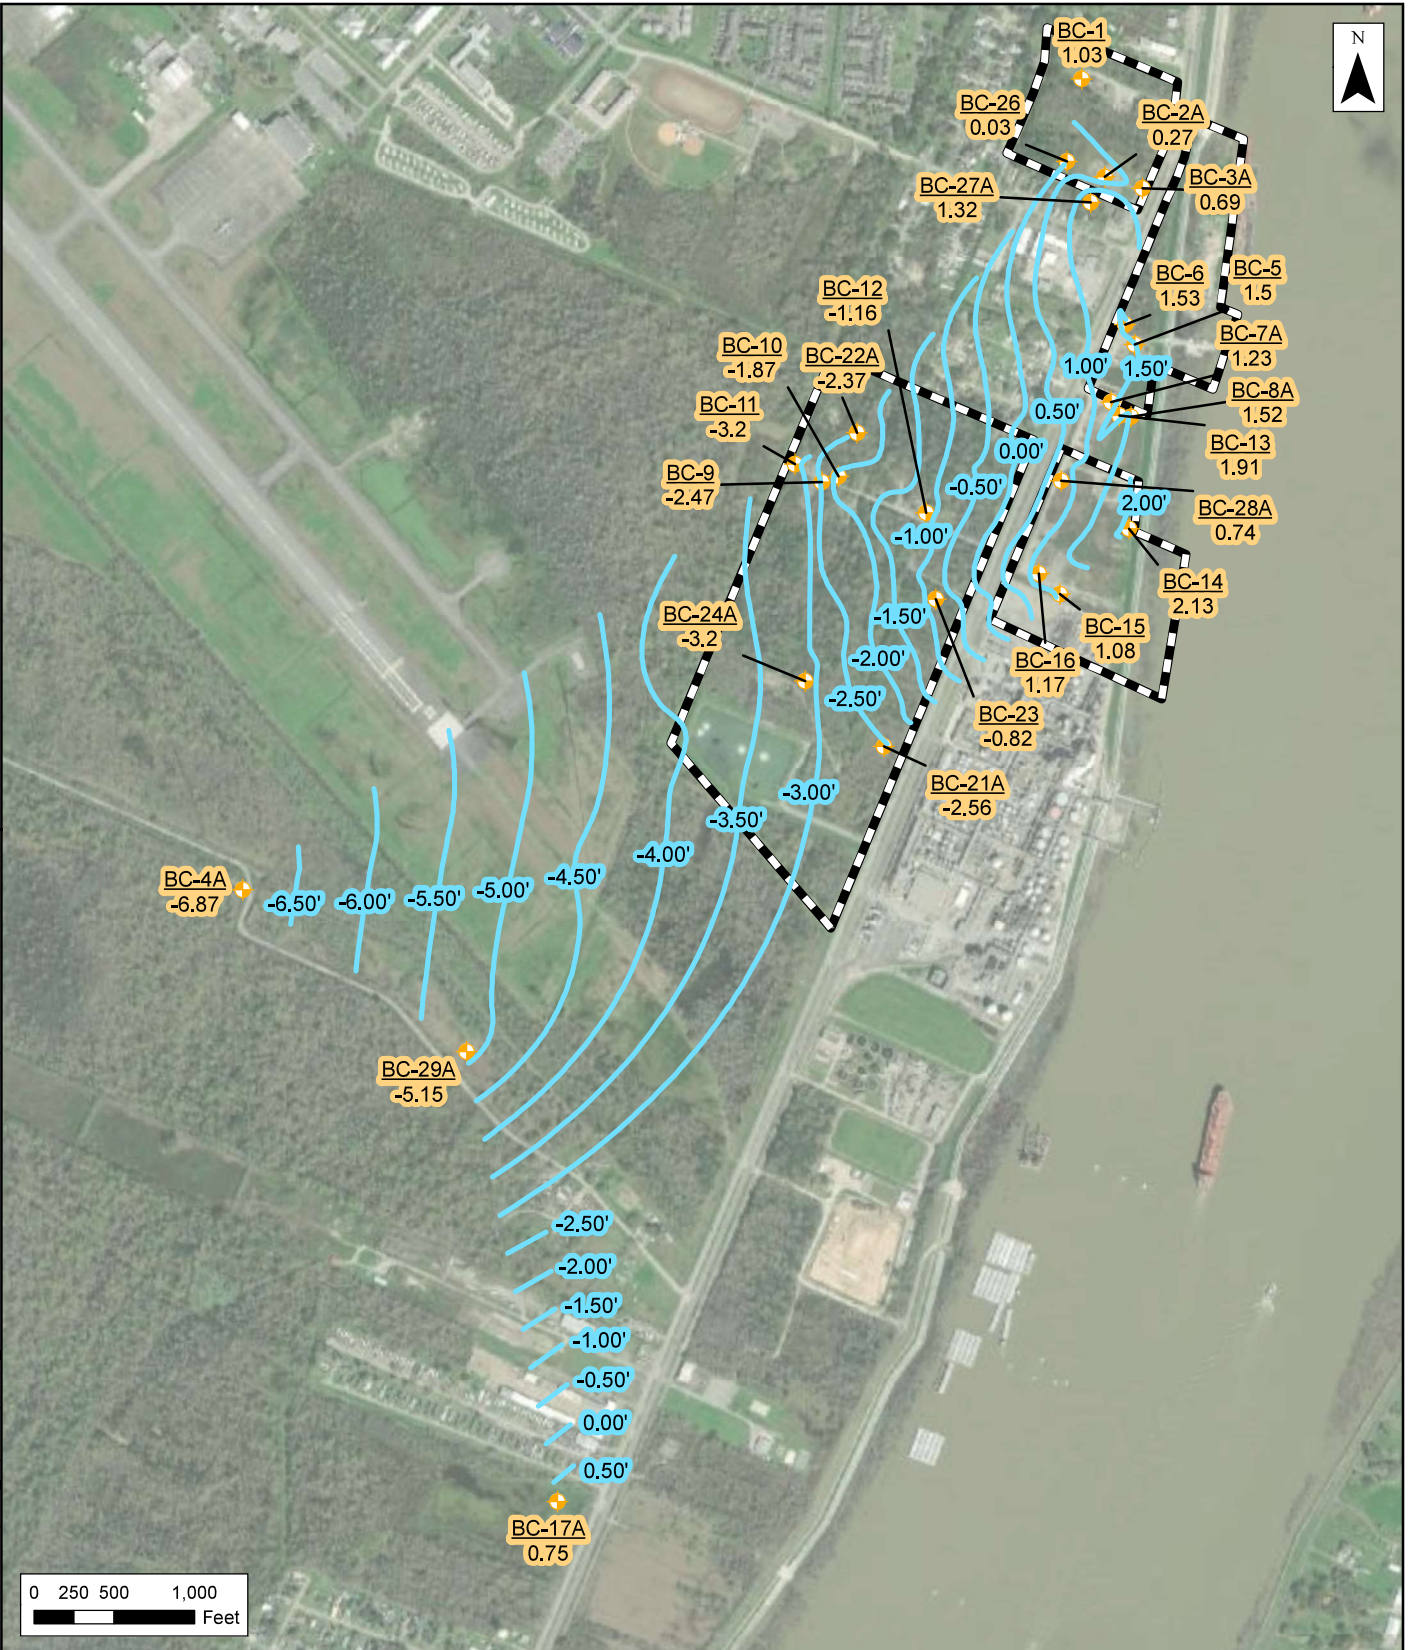 N
BC-1
1.03
BC-26
0.03
BC-2A
0.27
BC-27A
1.32
BC-3A
0.69
BC-6
1.53
BC-5
1.5
BC-12
-1.16
BC-10
-1.87
BC-22A
-2.37
BC-7A
1.23
1.00'
1.50'
BC-11
-3.2
BC-8A
1.52
0.50'
BC-13
1.91
0.00'
BC-9
-2.47
-0.50'
2.00'
BC-28A
0.74
-1.00'
BC-14
2.13
BC-24A
-3.2
-1.50'
BC-15
1.08
-2.00'
BC-16
1.17
-2.50'
BC-23
-0.82
BC-21A
-2.56
-3.00'
-3.50'
-4.00'
-4.50'
BC-4A
-6.87
-6.50'
-6.00'
-5.50'
-5.00'
BC-29A
-5.15
-2.50'
-2.00'
-1.50'
-1.00'
-0.50'
0.00'
0.50'
BC-17A
0.75
0 250 500 1,000
Feet